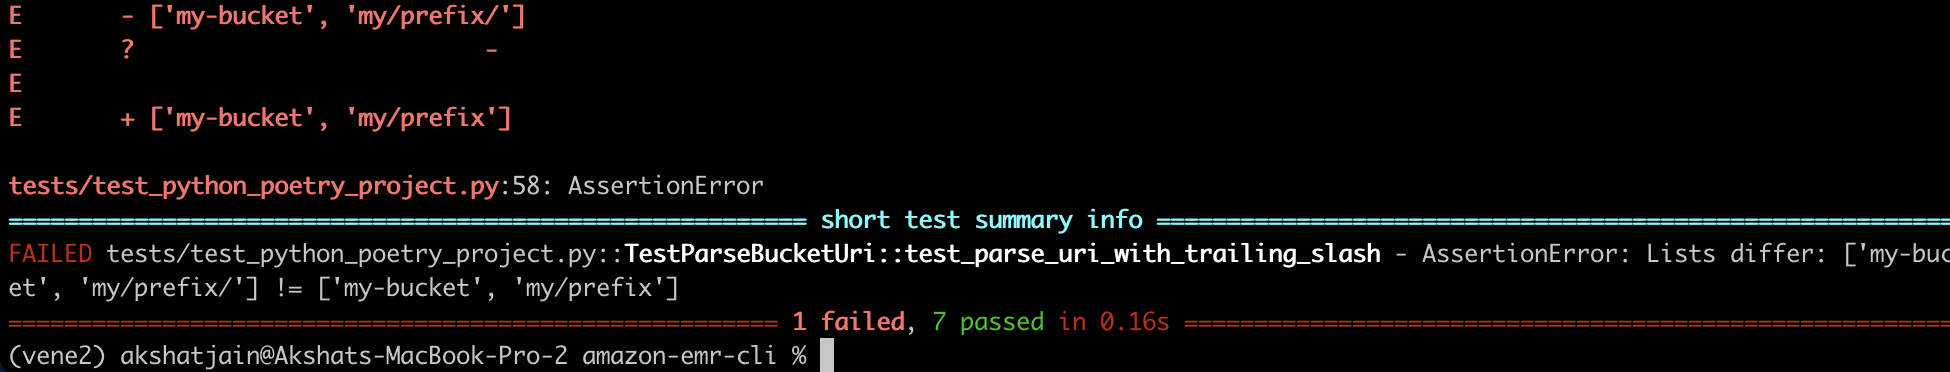 E       - ['my-bucket', 'my/prefix/']
E       ?                         -
E
E       + ['my-bucket', 'my/prefix']
tests/test_python_poetry_project.py:58: AssertionError
========================================================= short test summary info =========================================================
FAILED tests/test_python_poetry_project.py::TestParseBucketUri::test_parse_uri_with_trailing_slash - AssertionError: Lists differ: ['my-buc
et', 'my/prefix/'] != ['my-bucket', 'my/prefix']
======================================================= 1 failed, 7 passed in 0.16s =======================================================
(vene2) akshatjain@Akshats-MacBook-Pro-2 amazon-emr-cli %